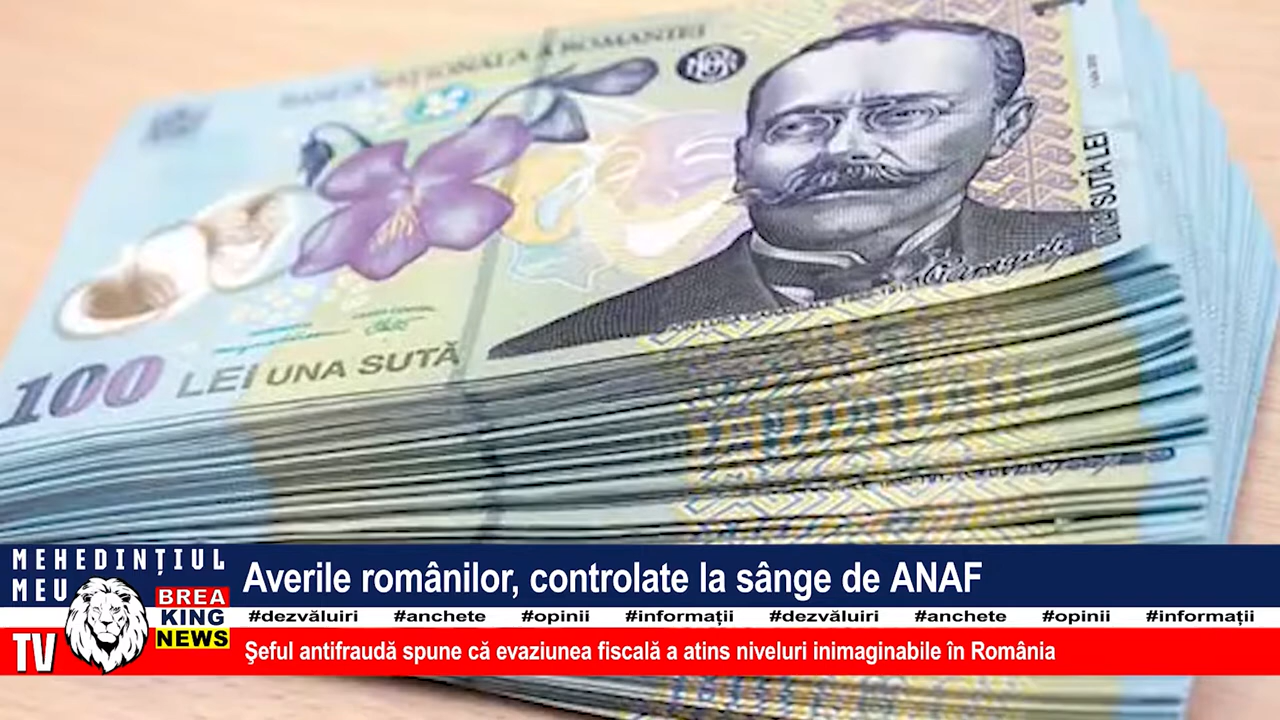 BANCA NAȚIONALĂ A ROMÂNIEI
100 LEI UNA SUTĂ
UNA SUTĂ LEI
MEHEDINȚIUL
MEU
TV
BREA
KING
NEWS
Averile românilor, controlate la sânge de ANAF
#dezvăluiri #anchete #opinii #informații #dezvăluiri #anchete #opinii #informații
Şeful antifraudă spune că evaziunea fiscală a atins niveluri inimaginabile în România